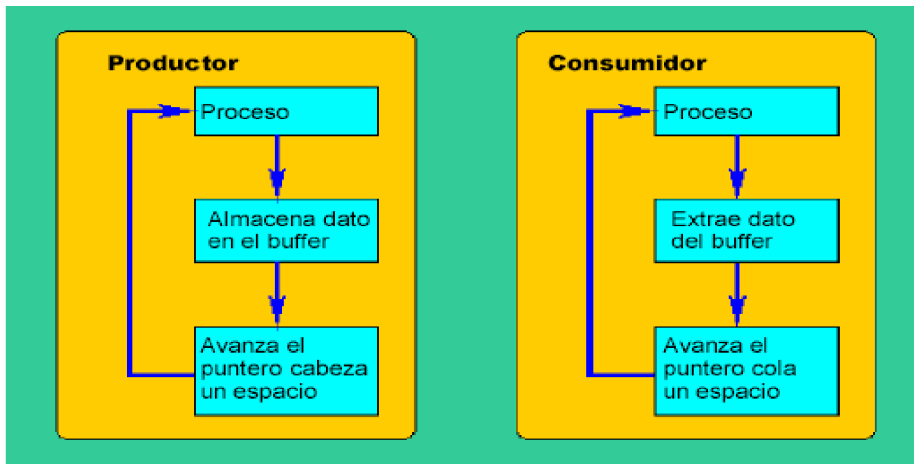 Productor
Proceso
Almacena dato
en el buffer
Avanza el
puntero cabeza
un espacio
Consumidor
Proceso
Extrae dato
del buffer
Avanza el
puntero cola
un espacio